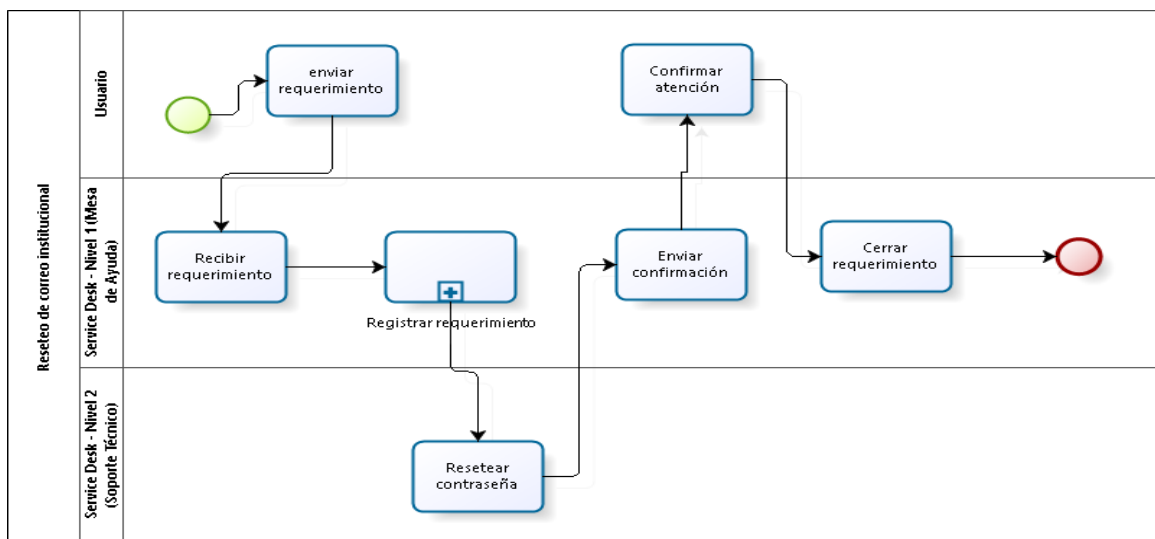 Reseteo de correo institucional
Usuario
enviar
requerimiento
Confirmar
atención
Service Desk - Nivel 1 (Mesa
de Ayuda)
Recibir
requerimiento
Registrar requerimiento
Enviar
confirmación
Cerrar
requerimiento
Service Desk - Nivel 2
(Soporte Técnico)
Resetear
contraseña